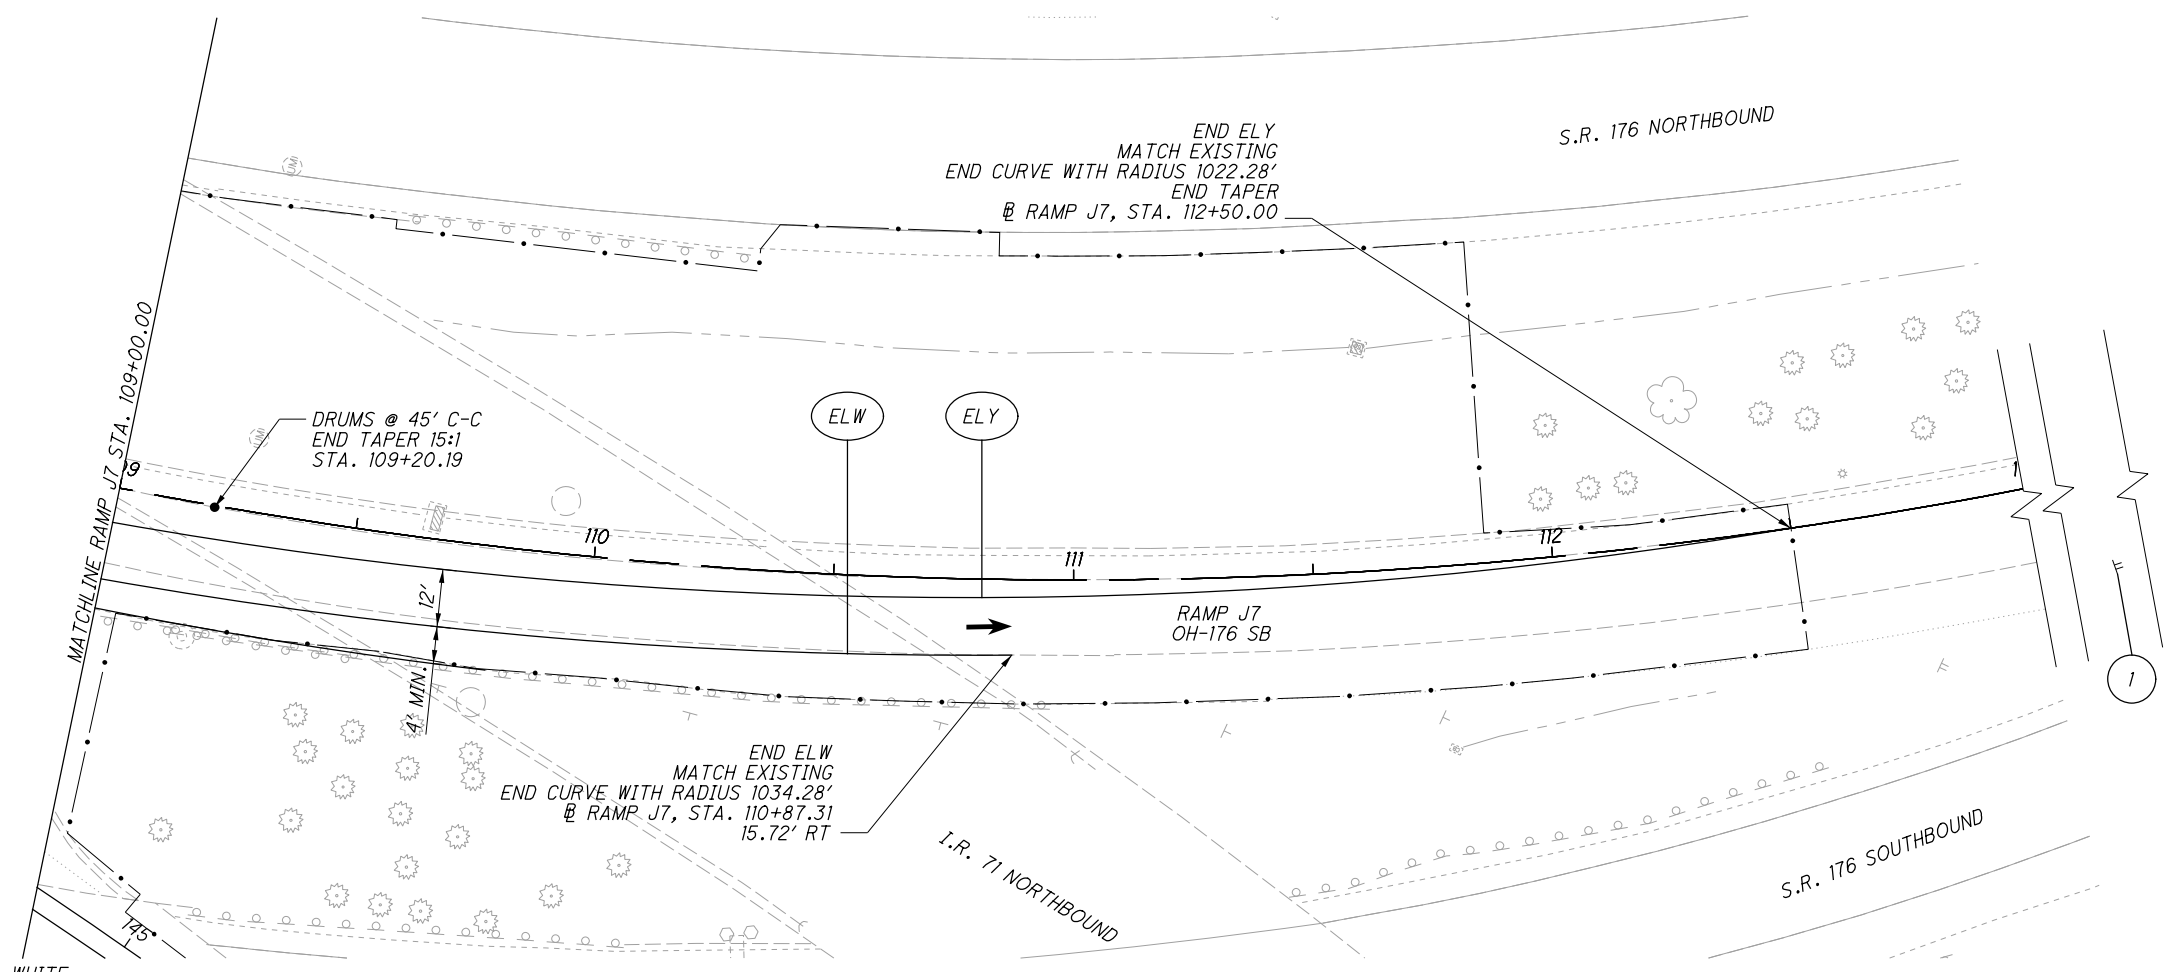 S.R. 176 NORTHBOUND
END ELY
MATCH EXISTING
END CURVE WITH RADIUS 1022.28'
END TAPER
℄ RAMP J7, STA. 112+50.00
MATCHLINE RAMP J7 STA. 109+00.00
DRUMS @ 45' C-C
END TAPER 15:1
STA. 109+20.19
ELW
ELY
110
111
112
1
12'
4' MIN.
RAMP J7
OH-176 SB
1
END ELW
MATCH EXISTING
END CURVE WITH RADIUS 1034.28'
℄ RAMP J7, STA. 110+87.31
15.72' RT
I.R. 71 NORTHBOUND
S.R. 176 SOUTHBOUND
145
WHITE